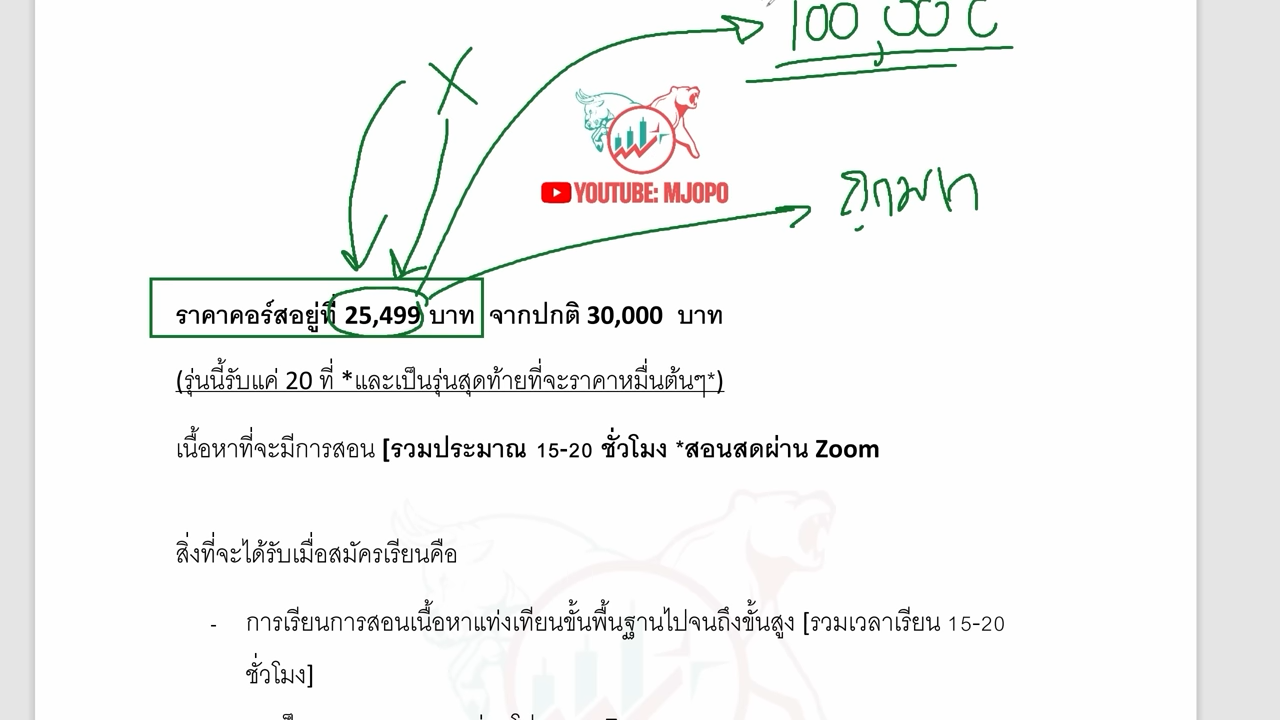 100,000
X
YOUTUBE: MJOPO
ถูกมาก
ราคาคอร์สอยู่ที่ 25,499 บาท จากปกติ 30,000 บาท
(รุ่นนี้รับแค่ 20 ที่ *และเป็นรุ่นสุดท้ายที่จะราคาหมื่นต้นๆ*)
เนื้อหาที่จะมีการสอน [รวมประมาณ 15-20 ชั่วโมง *สอนสดผ่าน Zoom
สิ่งที่จะได้รับเมื่อสมัครเรียนคือ
- การเรียนการสอนเนื้อหาแท่งเทียนขั้นพื้นฐานไปจนถึงขั้นสูง [รวมเวลาเรียน 15-20
ชั่วโมง]